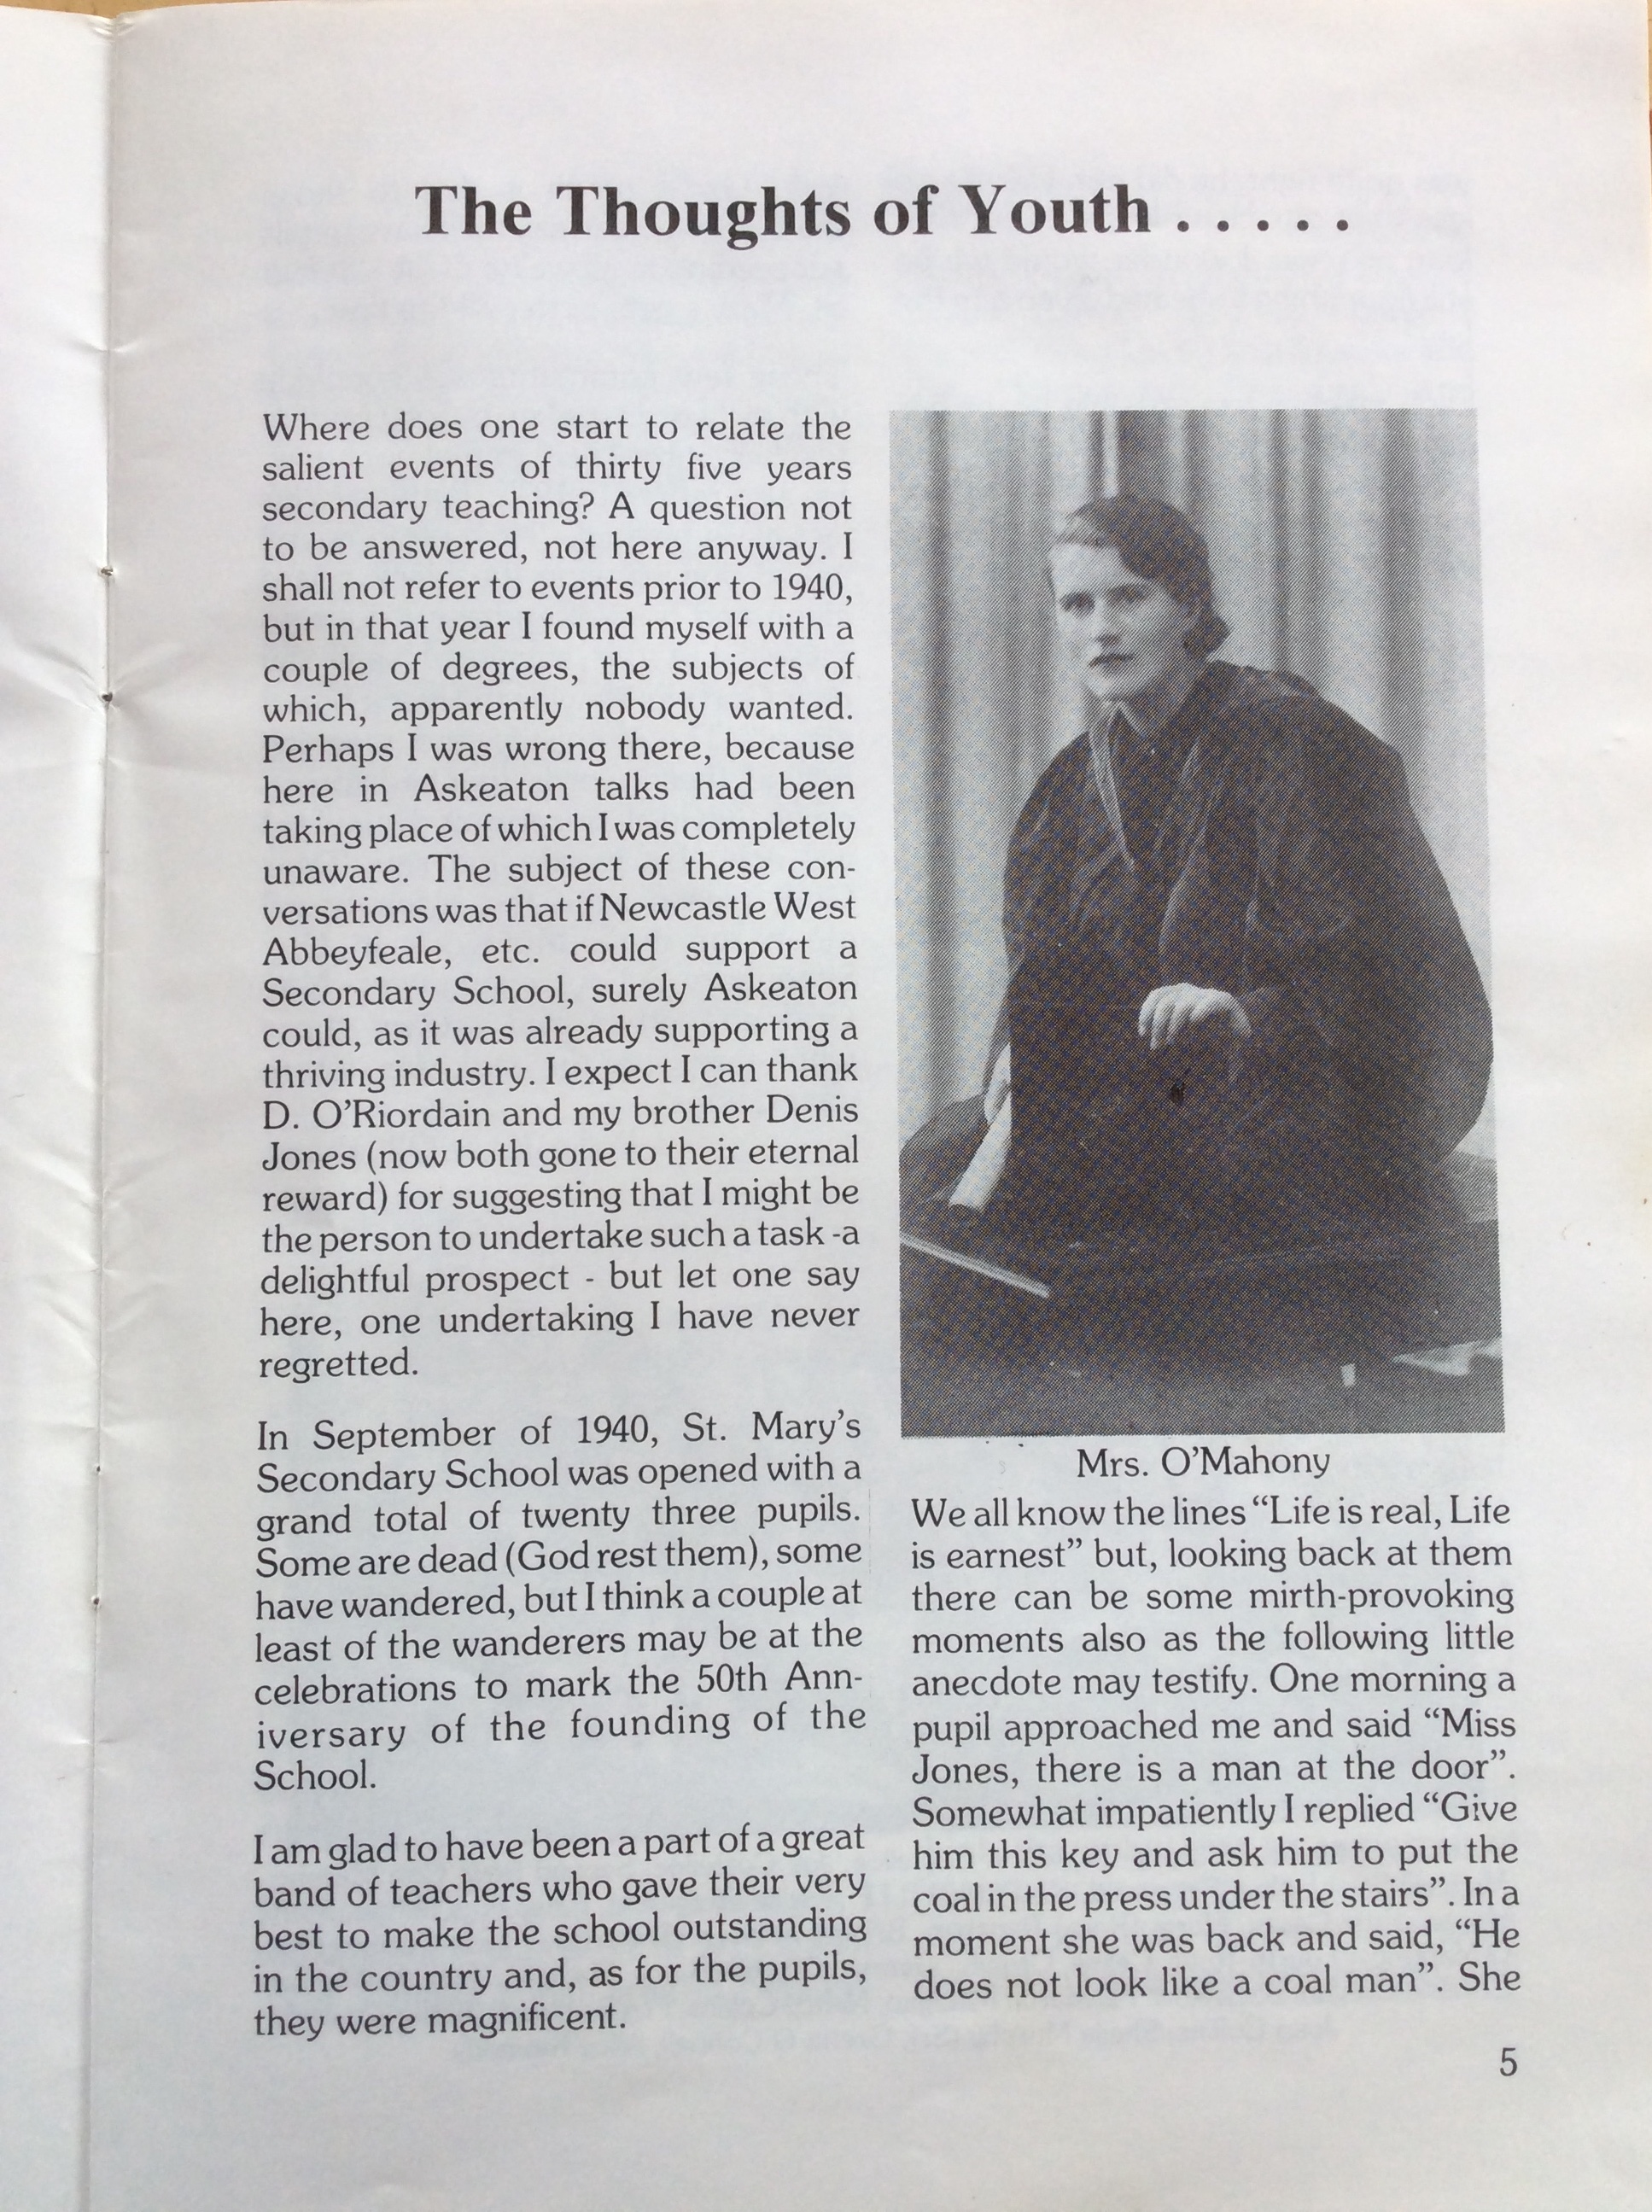 The Thoughts of Youth . . . . .
Where does one start to relate the
salient events of thirty five years
secondary teaching? A question not
to be answered, not here anyway. I
shall not refer to events prior to 1940,
but in that year I found myself with a
couple of degrees, the subjects of
which, apparently nobody wanted.
Perhaps I was wrong there, because
here in Askeaton talks had been
taking place of which I was completely
unaware. The subject of these con-
versations was that if Newcastle West
Abbeyfeale, etc. could support a
Secondary School, surely Askeaton
could, as it was already supporting a
thriving industry. I expect I can thank
D. O’Riordain and my brother Denis
Jones (now both gone to their eternal
reward) for suggesting that I might be
the person to undertake such a task -a
delightful prospect - but let one say
here, one undertaking I have never
regretted.
In September of 1940, St. Mary’s
Secondary School was opened with a
grand total of twenty three pupils.
Some are dead (God rest them), some
have wandered, but I think a couple at
least of the wanderers may be at the
celebrations to mark the 50th Ann-
iversary of the founding of the
School.
I am glad to have been a part of a great
band of teachers who gave their very
best to make the school outstanding
in the country and, as for the pupils,
they were magnificent.
Mrs. O’Mahony
We all know the lines “Life is real, Life
is earnest” but, looking back at them
there can be some mirth-provoking
moments also as the following little
anecdote may testify. One morning a
pupil approached me and said “Miss
Jones, there is a man at the door”.
Somewhat impatiently I replied “Give
him this key and ask him to put the
coal in the press under the stairs”. In a
moment she was back and said, “He
does not look like a coal man”. She
5